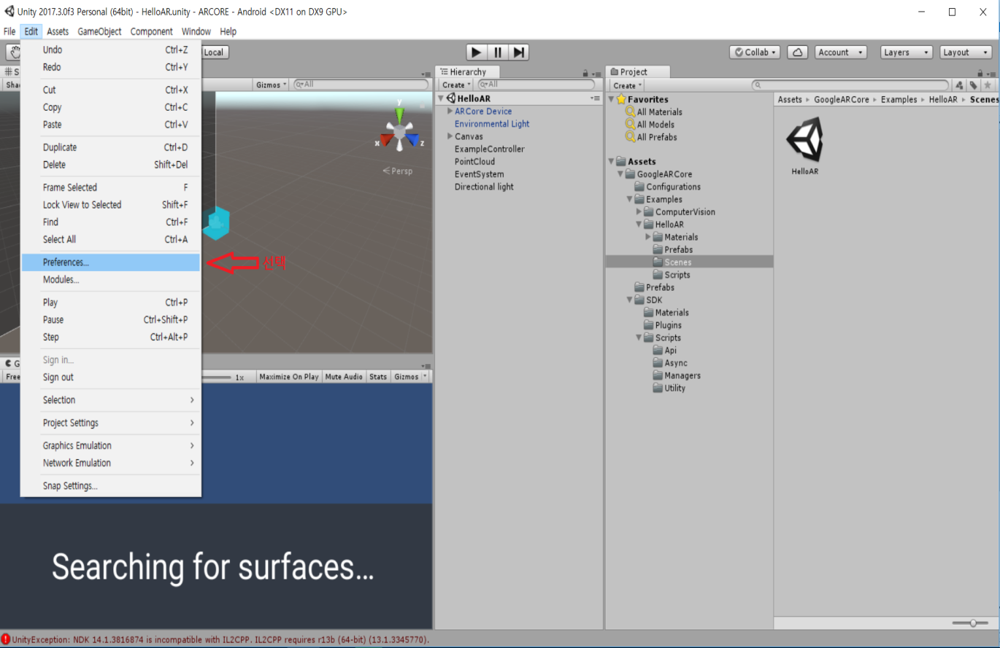 Unity 2017.3.0f3 Personal (64bit) - HelloAR.unity - ARCORE - Android <DX11 on DX9 GPU>
File Edit Assets GameObject Component Window Help
Undo Ctrl+Z
Redo Ctrl+Y
Cut Ctrl+X
Copy Ctrl+C
Paste Ctrl+V
Duplicate Ctrl+D
Delete Shift+Del
Frame Selected F
Lock View to Selected Shift+F
Find Ctrl+F
Select All Ctrl+A
Preferences...
선택
Modules...
Play Ctrl+P
Pause Ctrl+Shift+P
Step Ctrl+Alt+P
Sign in...
Sign out
Selection
Project Settings
Graphics Emulation
Network Emulation
Snap Settings...
Local
Collab Account Layers Layout
Gizmos All
y
x z
Persp
1x Maximize On Play Mute Audio Stats Gizmos
Searching for surfaces...
Hierarchy
Create All
HelloAR
ARCore Device
Environmental Light
Canvas
ExampleController
PointCloud
EventSystem
Directional light
Project
Create
Favorites
All Materials
All Models
All Prefabs
Assets
GoogleARCore
Configurations
Examples
ComputerVision
HelloAR
Materials
Prefabs
Scenes
Scripts
Prefabs
SDK
Materials
Plugins
Scripts
Api
Async
Managers
Utility
Assets GoogleARCore Examples HelloAR Scenes
HelloAR
UnityException: NDK 14.1.3816874 is incompatible with IL2CPP. IL2CPP requires r13b (64-bit) (13.1.3345770).